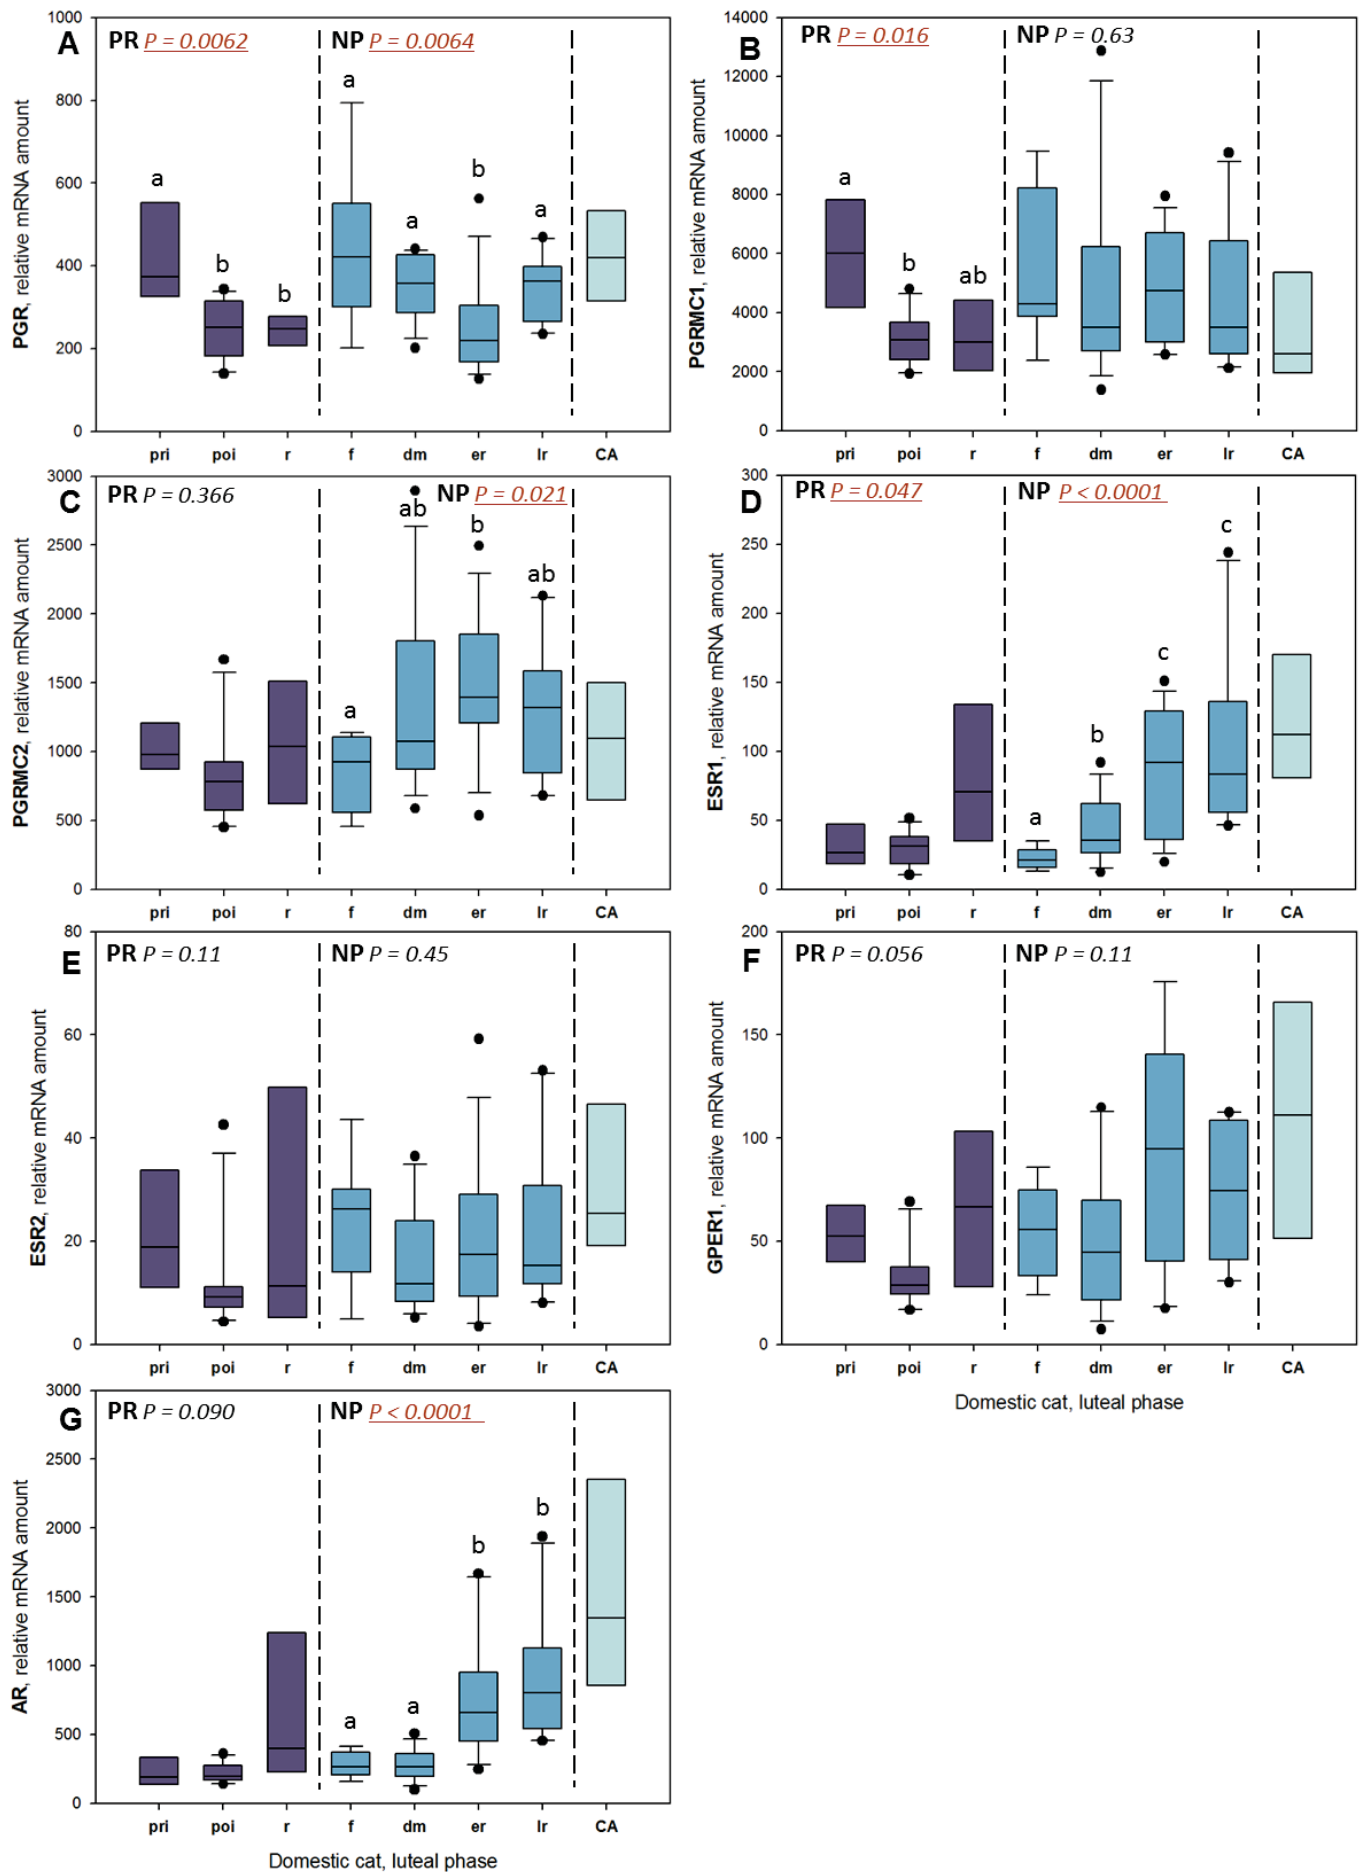 A
PR P = 0.0062
NP P = 0.0064
PGR, relative mRNA amount
1000
800
600
400
200
0
a
b
b
a
a
b
a
pri poi r f dm er lr CA
B
PR P = 0.016
NP P = 0.63
PGRMC1, relative mRNA amount
14000
12000
10000
8000
6000
4000
2000
0
a
b
ab
pri poi r f dm er lr CA
C
PR P = 0.366
NP P = 0.021
PGRMC2, relative mRNA amount
3000
2500
2000
1500
1000
500
0
a
ab
b
ab
pri poi r f dm er lr CA
D
PR P = 0.047
NP P < 0.0001
ESR1, relative mRNA amount
300
250
200
150
100
50
0
a
b
c
c
pri poi r f dm er lr CA
E
PR P = 0.11
NP P = 0.45
ESR2, relative mRNA amount
80
60
40
20
0
pri poi r f dm er lr CA
F
PR P = 0.056
NP P = 0.11
GPER1, relative mRNA amount
200
150
100
50
0
pri poi r f dm er lr CA
Domestic cat, luteal phase
G
PR P = 0.090
NP P < 0.0001
AR, relative mRNA amount
3000
2500
2000
1500
1000
500
0
a
a
b
b
pri poi r f dm er lr CA
Domestic cat, luteal phase